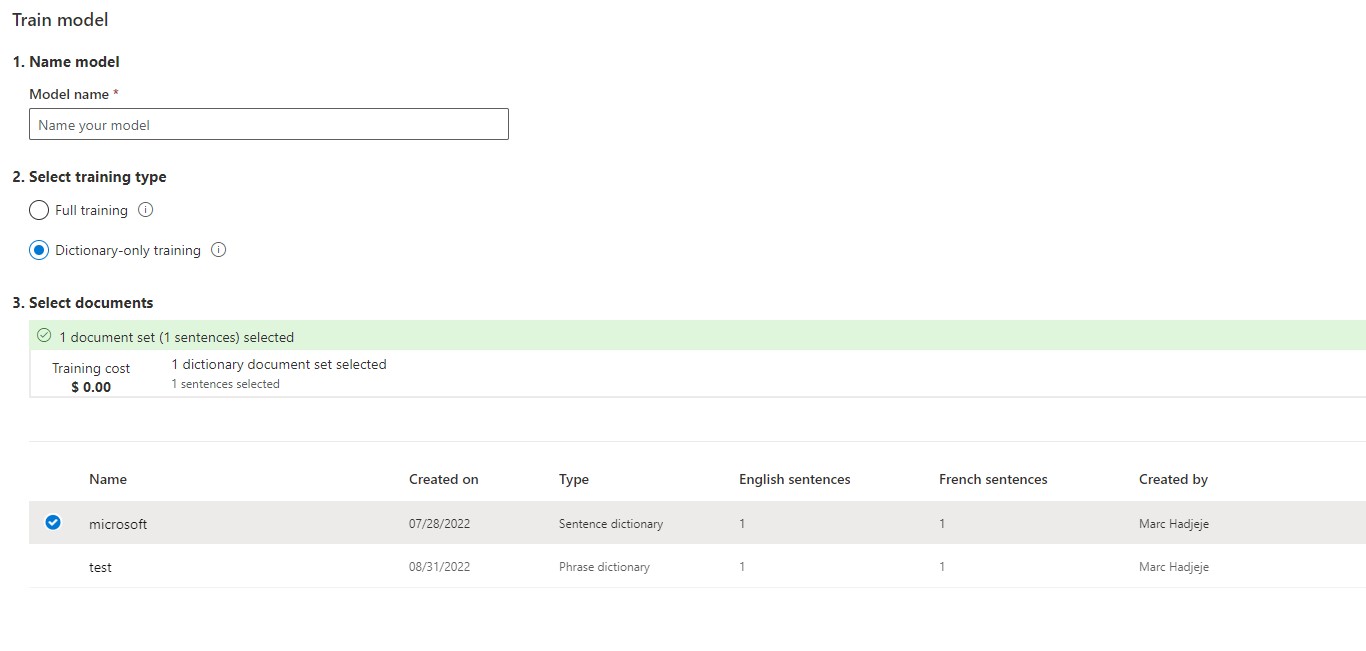 Train model
1. Name model
Model name *
Name your model
2. Select training type
Full training
Dictionary-only training
3. Select documents
1 document set (1 sentences) selected
Training cost 1 dictionary document set selected
$ 0.00 1 sentences selected
Name Created on Type English sentences French sentences Created by
microsoft 07/28/2022 Sentence dictionary 1 1 Marc Hadjeje
test 08/31/2022 Phrase dictionary 1 1 Marc Hadjeje